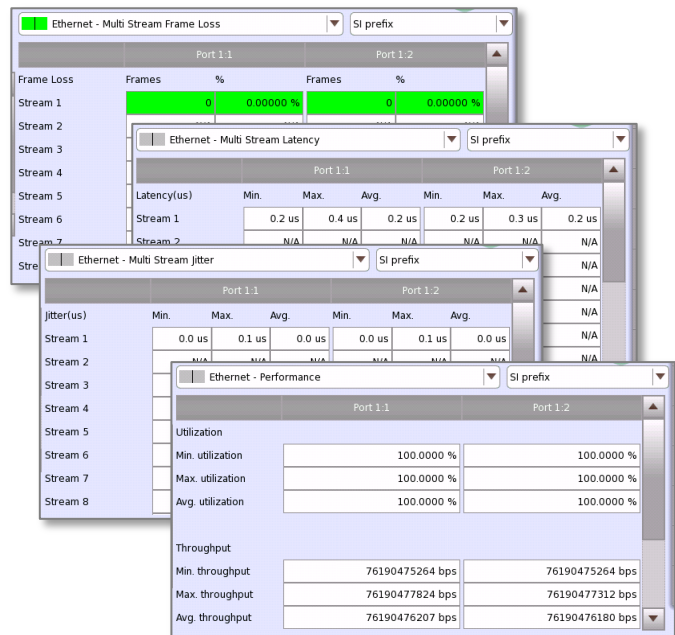 Ethernet - Multi Stream Frame Loss SI prefix
Port 1:1 Port 1:2
Frame Loss Frames % Frames %
Stream 1 0 0.00000 % 0 0.00000 %
Stream 2
Stream 3
Stream 4
Stream 5
Stream 6
Stream 7
Ethernet - Multi Stream Latency SI prefix
Port 1:1 Port 1:2
Latency(us) Min. Max. Avg. Min. Max. Avg.
Stream 1 0.2 us 0.4 us 0.2 us 0.2 us 0.3 us 0.2 us
Stream 2 N/A N/A N/A N/A N/A N/A
N/A
N/A
N/A
N/A
N/A
Ethernet - Multi Stream Jitter SI prefix
Port 1:1 Port 1:2
Jitter(us) Min. Max. Avg. Min. Max. Avg.
Stream 1 0.0 us 0.1 us 0.0 us 0.0 us 0.1 us 0.0 us
Stream 2 N/A N/A N/A N/A N/A N/A
Stream 3
Stream 4
Stream 5
Stream 6
Stream 7
Stream 8
Ethernet - Performance SI prefix
Port 1:1 Port 1:2
Utilization
Min. utilization 100.0000 % 100.0000 %
Max. utilization 100.0000 % 100.0000 %
Avg. utilization 100.0000 % 100.0000 %
Throughput
Min. throughput 76190475264 bps 76190475264 bps
Max. throughput 76190477824 bps 76190477312 bps
Avg. throughput 76190476207 bps 76190476180 bps